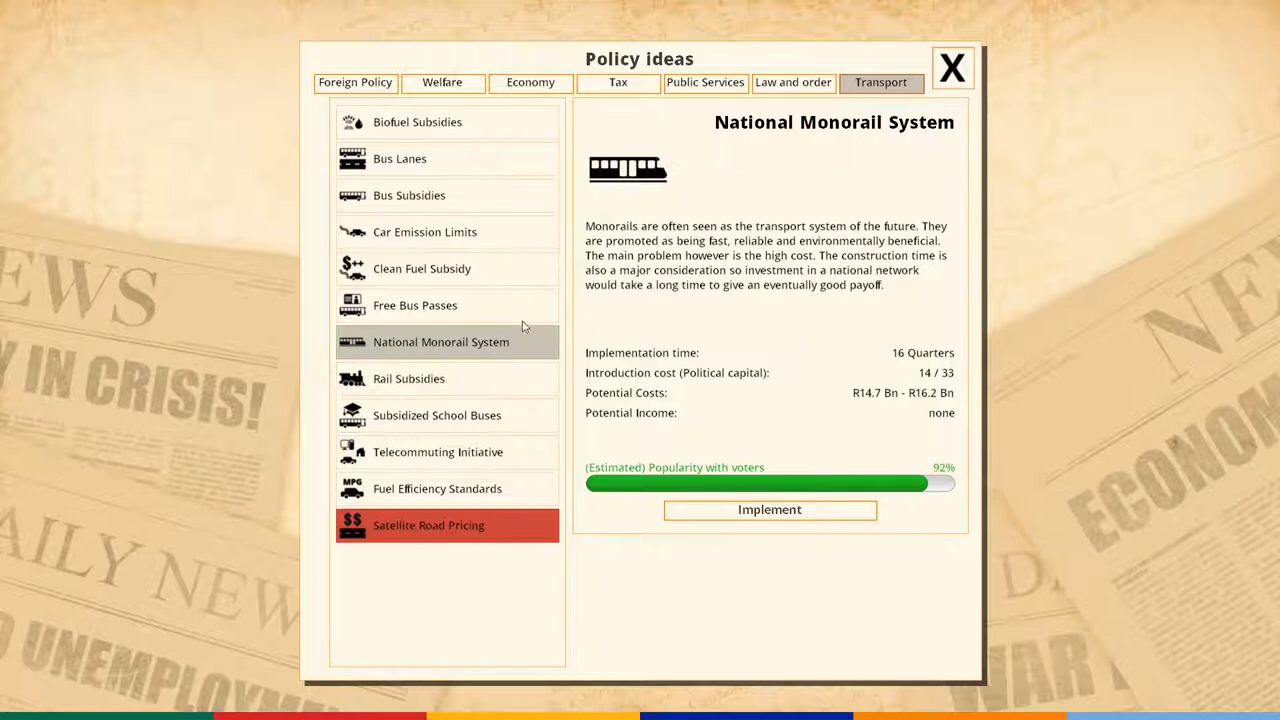 Policy ideas
X
Foreign Policy
Welfare
Economy
Tax
Public Services
Law and order
Transport
Biofuel Subsidies
Bus Lanes
Bus Subsidies
Car Emission Limits
$++
Clean Fuel Subsidy
Free Bus Passes
National Monorail System
Rail Subsidies
Subsidized School Buses
Telecommuting Initiative
MPG
Fuel Efficiency Standards
$$
Satellite Road Pricing
National Monorail System
Monorails are often seen as the transport system of the future. They
are promoted as being fast, reliable and environmentally beneficial.
The main problem however is the high cost. The construction time is
also a major consideration so investment in a national network
would take a long time to give an eventually good payoff.
Implementation time: 16 Quarters
Introduction cost (Political capital): 14 / 33
Potential Costs: R14.7 Bn - R16.2 Bn
Potential Income: none
(Estimated) Popularity with voters 92%
Implement
EWS
Y IN CRISIS!
AILY NEW
D UNEMPLOYM
NE
ECONOM
DA
WAR